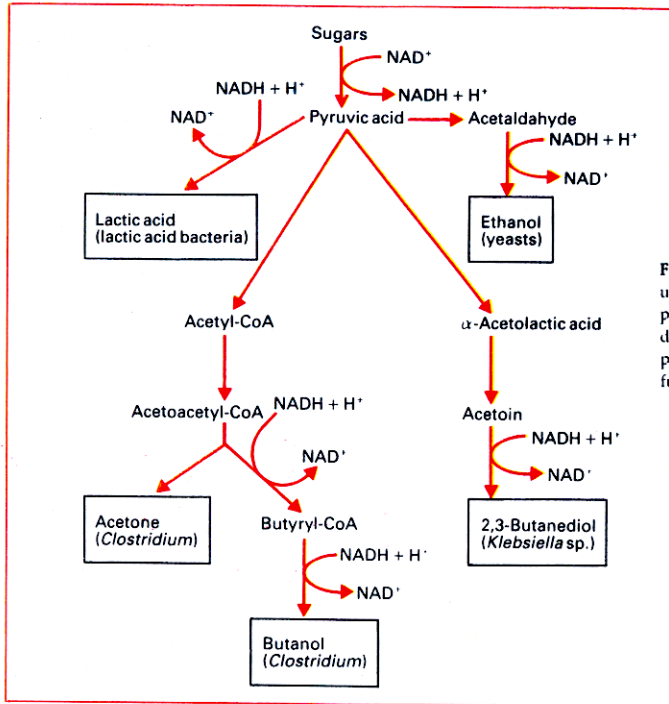 Sugars
NAD⁺
NADH + H⁺
NADH + H⁺
NAD⁺
Pyruvic acid
Acetaldahyde
NADH + H⁺
NAD⁺
Lactic acid
(lactic acid bacteria)
Ethanol
(yeasts)
Acetyl-CoA
α-Acetolactic acid
Acetoacetyl-CoA
NADH + H⁺
NAD⁺
Acetoin
NADH + H⁺
NAD⁺
Acetone
(Clostridium)
Butyryl-CoA
NADH + H⁺
NAD⁺
2,3-Butanediol
(Klebsiella sp.)
Butanol
(Clostridium)